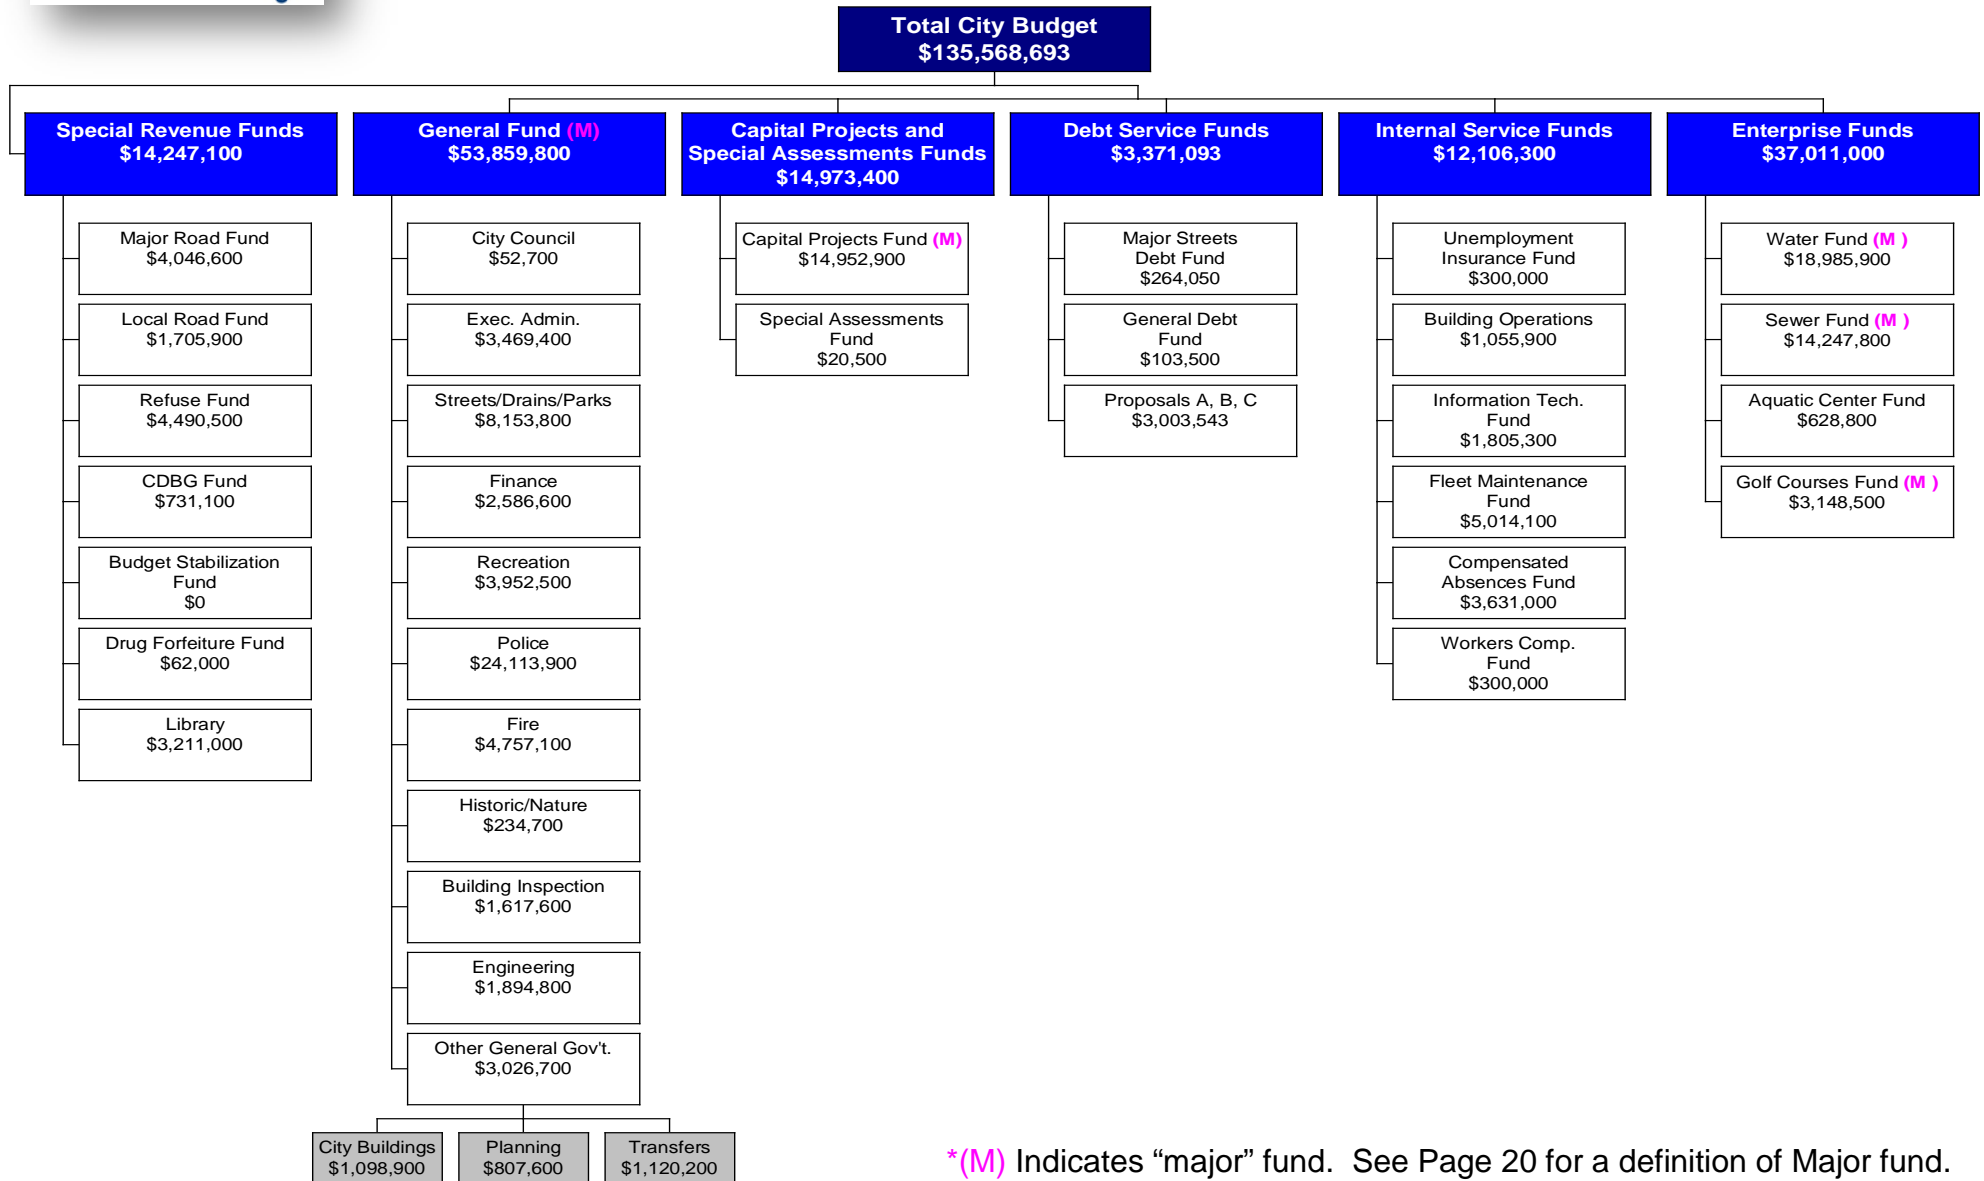 Total City Budget
$135,568,693
Special Revenue Funds
$14,247,100
Major Road Fund
$4,046,600
Local Road Fund
$1,705,900
Refuse Fund
$4,490,500
CDBG Fund
$731,100
Budget Stabilization
Fund
$0
Drug Forfeiture Fund
$62,000
Library
$3,211,000
General Fund (M)
$53,859,800
City Council
$52,700
Exec. Admin.
$3,469,400
Streets/Drains/Parks
$8,153,800
Finance
$2,586,600
Recreation
$3,952,500
Police
$24,113,900
Fire
$4,757,100
Historic/Nature
$234,700
Building Inspection
$1,617,600
Engineering
$1,894,800
Other General Gov't.
$3,026,700
City Buildings
$1,098,900
Planning
$807,600
Transfers
$1,120,200
Capital Projects and
Special Assessments Funds
$14,973,400
Capital Projects Fund (M)
$14,952,900
Special Assessments
Fund
$20,500
Debt Service Funds
$3,371,093
Major Streets
Debt Fund
$264,050
General Debt
Fund
$103,500
Proposals A, B, C
$3,003,543
Internal Service Funds
$12,106,300
Unemployment
Insurance Fund
$300,000
Building Operations
$1,055,900
Information Tech.
Fund
$1,805,300
Fleet Maintenance
Fund
$5,014,100
Compensated
Absences Fund
$3,631,000
Workers Comp.
Fund
$300,000
Enterprise Funds
$37,011,000
Water Fund (M )
$18,985,900
Sewer Fund (M )
$14,247,800
Aquatic Center Fund
$628,800
Golf Courses Fund (M )
$3,148,500
*(M) Indicates “major” fund.  See Page 20 for a definition of Major fund.